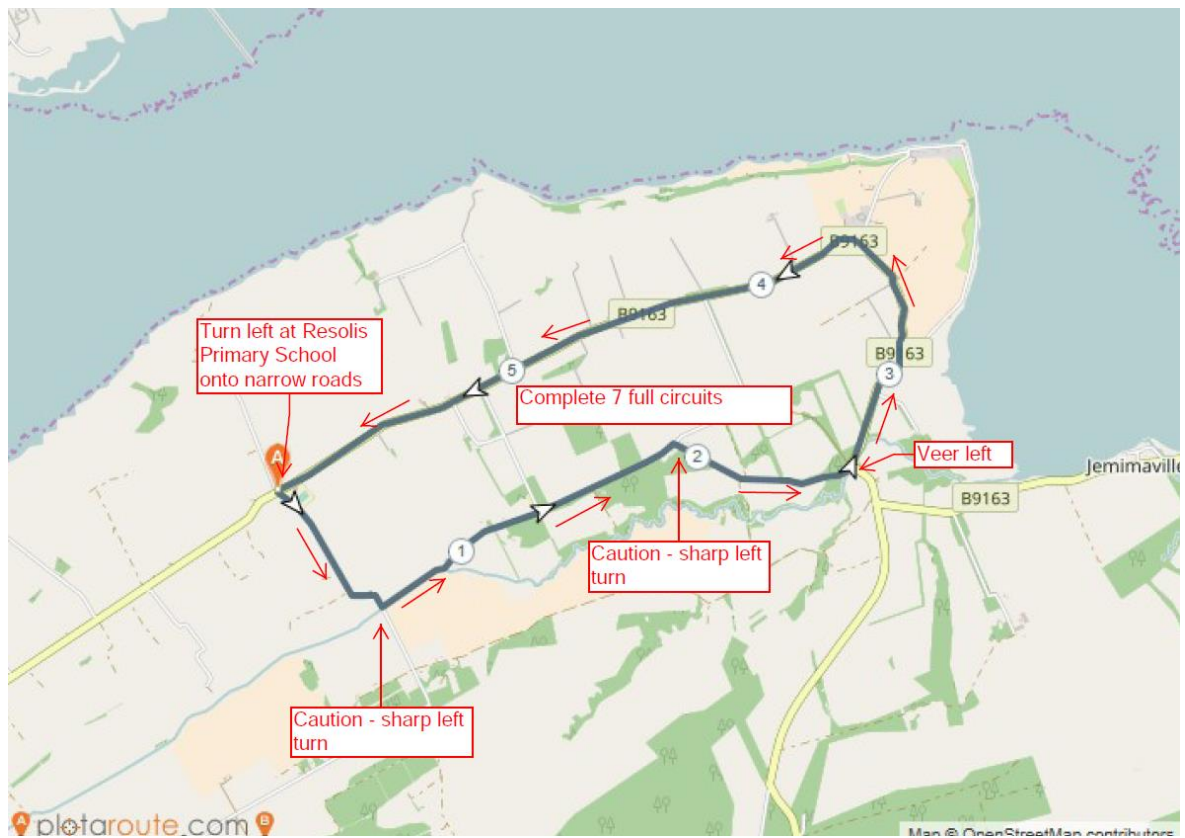 B9163
4
B9163
Turn left at Resolis
Primary School
onto narrow roads
B9163
3
5
Complete 7 full circuits
A
2
Veer left
Jemimaville
B9163
1
Caution - sharp left
turn
Caution - sharp left
turn
A plotaroute.com B
Map © OpenStreetMap contributors